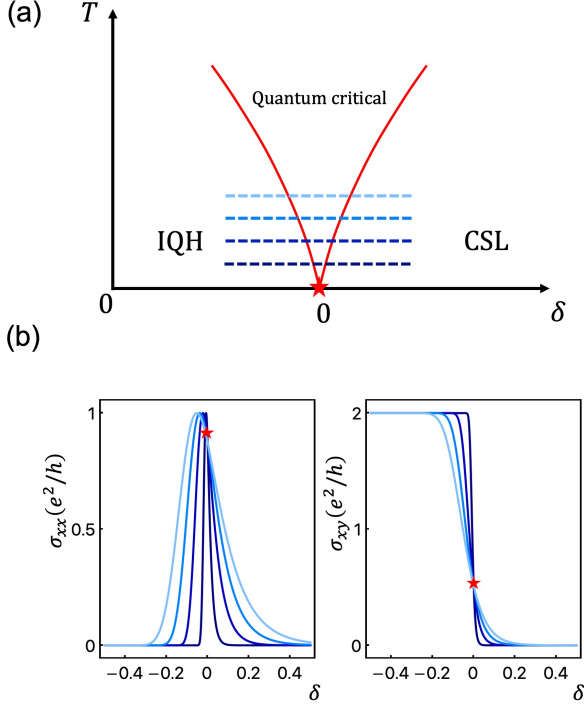 (a)
T
Quantum critical
IQH
CSL
0
0
δ
(b)
σxx(e²/h)
1
0.5
0
−0.4 −0.2 0 0.2 0.4
δ
σxy(e²/h)
2
1
0
−0.4 −0.2 0 0.2 0.4
δ